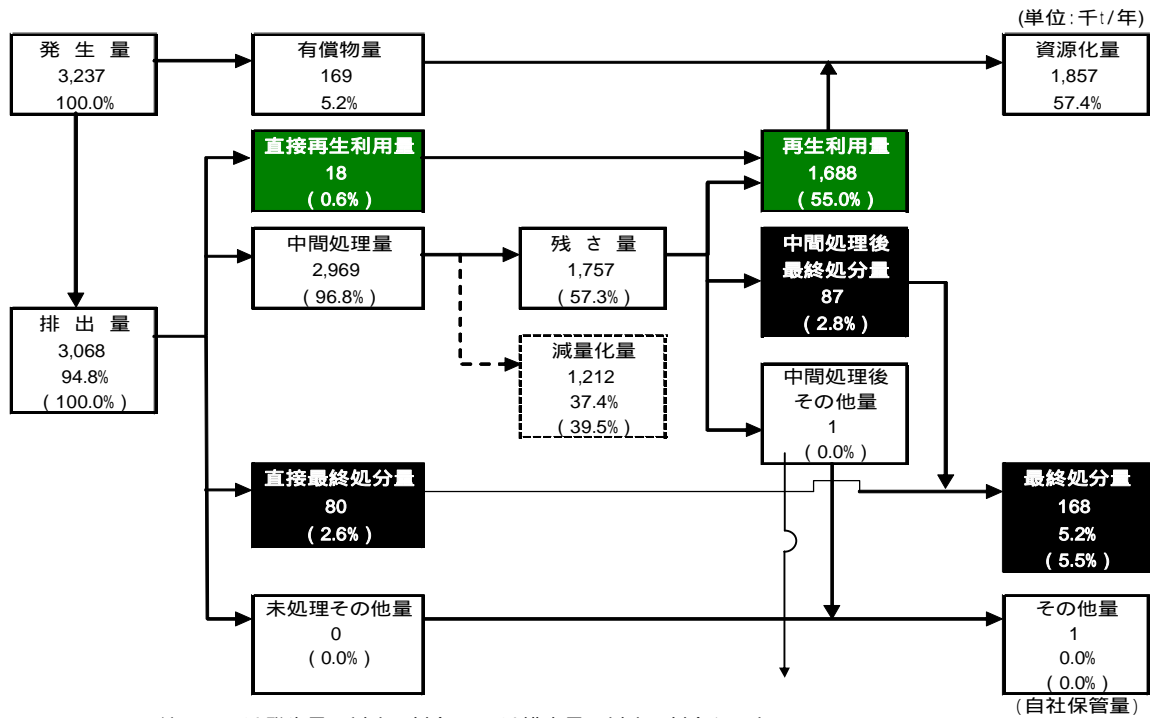 (単位:千t/年)
発 生 量
3,237
100.0%
有償物量
169
5.2%
資源化量
1,857
57.4%
直接再生利用量
18
(0.6%)
再生利用量
1,688
(55.0%)
中間処理量
2,969
(96.8%)
残 さ 量
1,757
(57.3%)
中間処理後
最終処分量
87
(2.8%)
排 出 量
3,068
94.8%
(100.0%)
減量化量
1,212
37.4%
(39.5%)
中間処理後
その他量
1
(0.0%)
直接最終処分量
80
(2.6%)
最終処分量
168
5.2%
(5.5%)
未処理その他量
0
(0.0%)
その他量
1
0.0%
(0.0%)
(自社保管量)